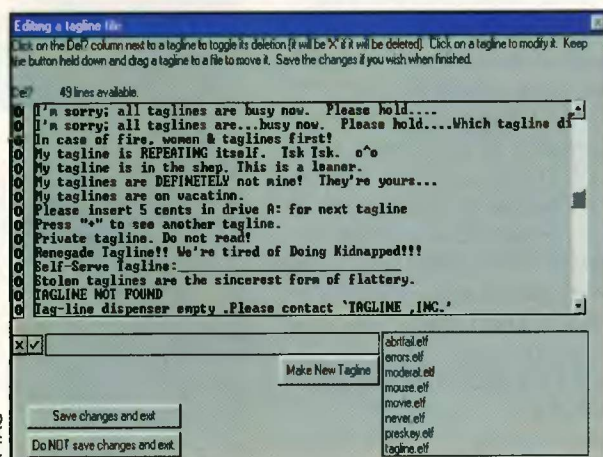 Editing a tagline file
Click on the Del? column next to a tagline to toggle its deletion (it will be 'X' if it will be deleted). Click on a tagline to modify it. Keep
the button held down and drag a tagline to a file to move it. Save the changes if you wish when finished.
Del? 49 lines available.
I'm sorry; all taglines are busy now. Please hold....
I'm sorry; all taglines are...busy now. Please hold....Which tagline di
In case of fire, women & taglines first!
My tagline is REPEATING itself. Tsk Tsk. o^o
My tagline is in the shop. This is a loaner.
My taglines are DEFINETELY not mine! They're yours...
My taglines are on vacation.
Please insert 5 cents in drive A: for next tagline
Press "+" to see another tagline.
Private tagline. Do not read!
Renegade Tagline!! We're tired of Doing Kidnapped!!!
Self-Serve Tagline:____________________________
Stolen taglines are the sincerest form of flattery.
TAGLINE NOT FOUND
Tag-line dispenser empty .Please contact `TAGLINE ,INC.'
abrtfail.elf
errors.elf
moderat.elf
mouse.elf
movie.elf
never.elf
preskey.elf
tagline.elf
Make New Tagline
Save changes and exit
Do NOT save changes and exit